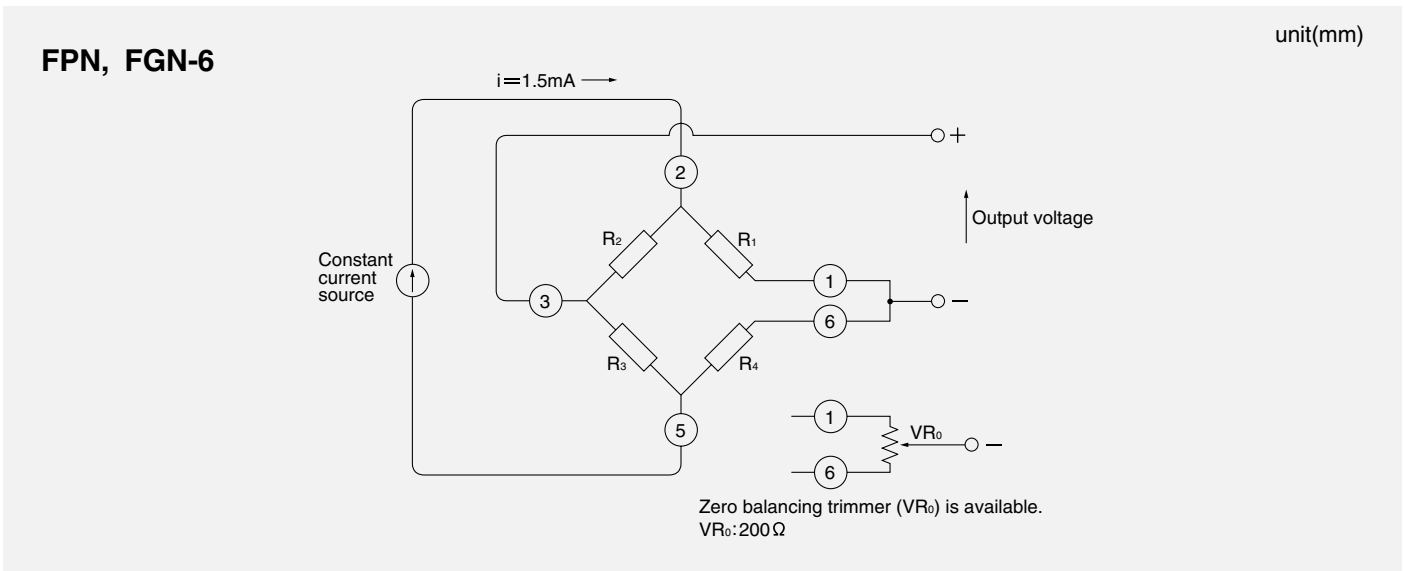 unit(mm)
FPN, FGN-6
i=1.5mA
+
2
Output voltage
R2
R1
Constant
current
source
1
3
−
6
R3
R4
1
5
VR0
−
6
Zero balancing trimmer (VR0) is available.
VR0:200Ω